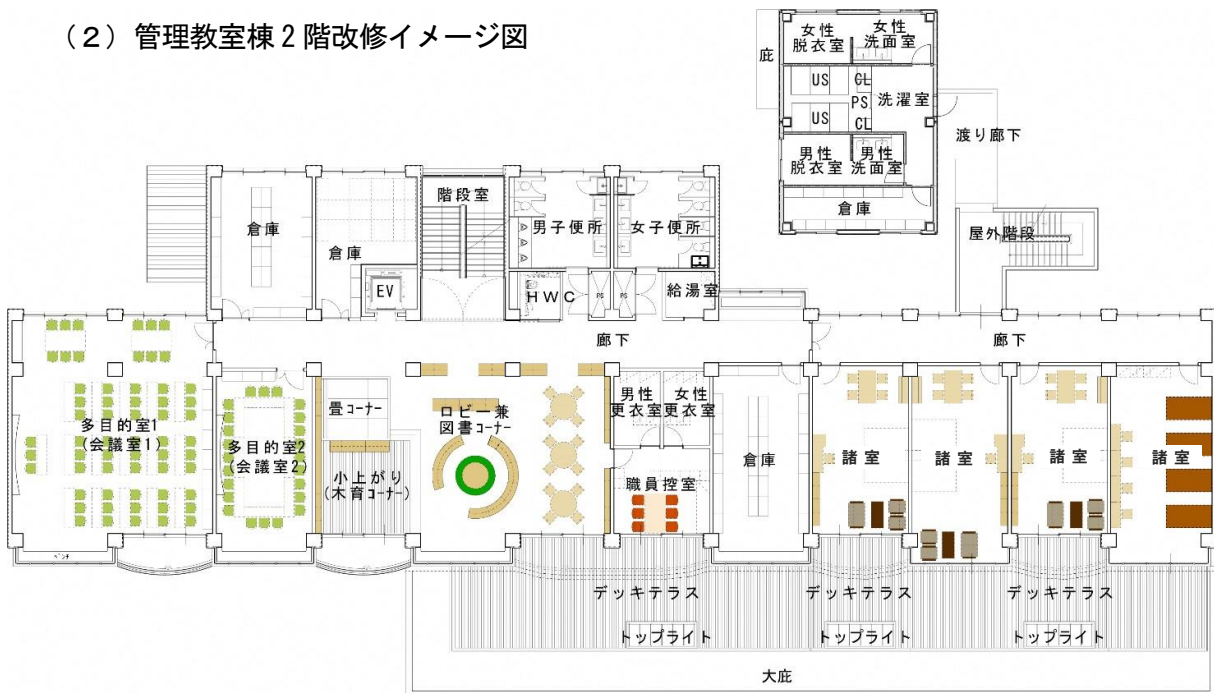 （２）管理教室棟２階改修イメージ図
女性
脱衣室
女性
洗面室
庇
US
CL
PS
洗濯室
US
CL
渡り廊下
男性
脱衣室
男性
洗面室
倉庫
屋外階段
倉庫
倉庫
階段室
男子便所
女子便所
EV
HWC
PS
PS
給湯室
廊下
廊下
多目的室1
(会議室1)
多目的室2
(会議室2)
畳コーナー
小上がり
(木育コーナー)
ロビー兼
図書コーナー
男性
更衣室
女性
更衣室
職員控室
倉庫
諸室
諸室
諸室
諸室
ベンチ
デッキテラス
デッキテラス
デッキテラス
トップライト
トップライト
トップライト
大庇